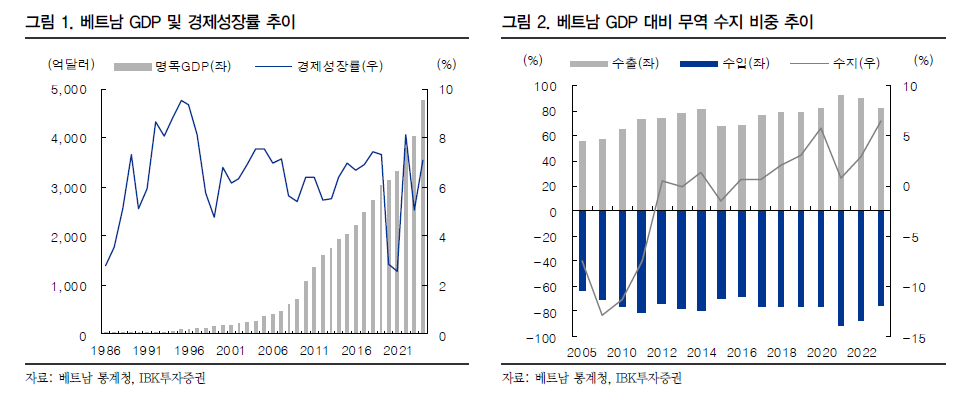 그림 1. 베트남 GDP 및 경제성장률 추이
(억달러)
명목GDP(좌)
경제성장률(우)
(%)
5,000
4,000
3,000
2,000
1,000
0
10
8
6
4
2
0
1986 1991 1996 2001 2006 2011 2016 2021
자료: 베트남 통계청, IBK투자증권
그림 2. 베트남 GDP 대비 무역 수지 비중 추이
(%)
수출(좌)
수입(좌)
수지(우)
(%)
100
80
60
40
20
0
-20
-40
-60
-80
-100
10
5
0
-5
-10
-15
2005 2010 2012 2014 2016 2018 2020 2022
자료: 베트남 통계청, IBK투자증권